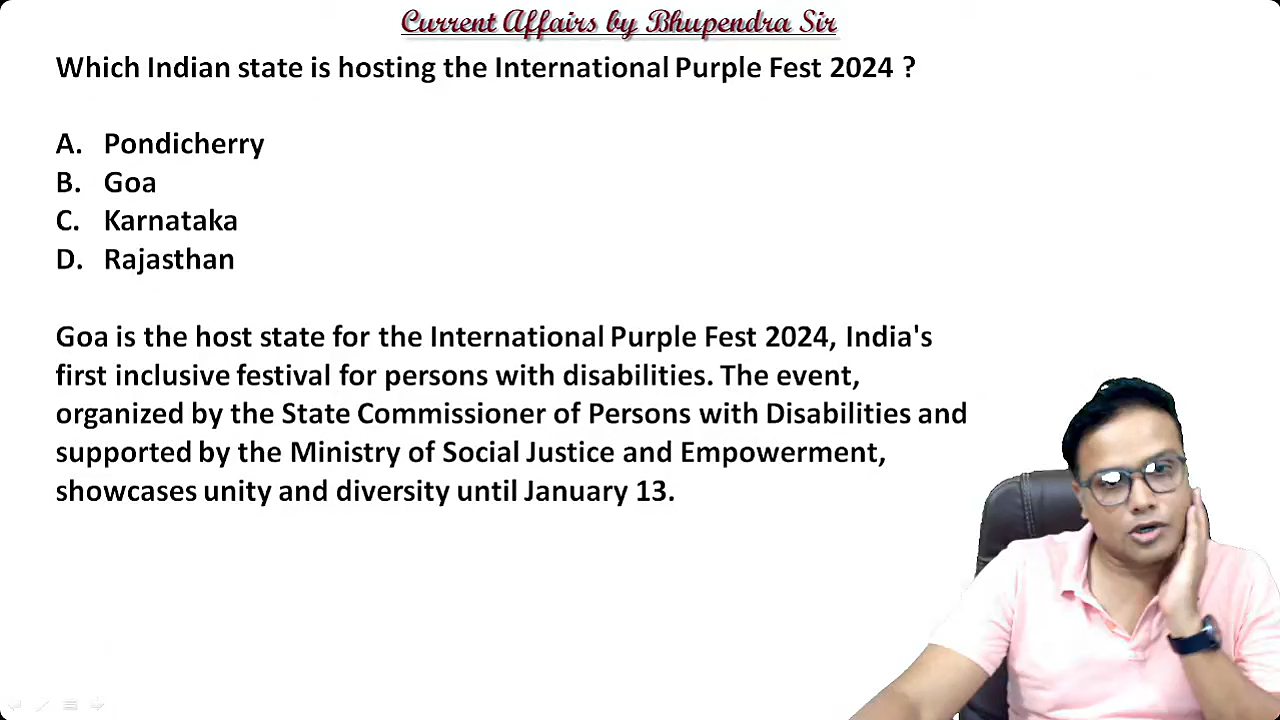 Current Affairs by Bhupendra Sir
Which Indian state is hosting the International Purple Fest 2024 ?
A. Pondicherry
B. Goa
C. Karnataka
D. Rajasthan
Goa is the host state for the International Purple Fest 2024, India's
first inclusive festival for persons with disabilities. The event,
organized by the State Commissioner of Persons with Disabilities and
supported by the Ministry of Social Justice and Empowerment,
showcases unity and diversity until January 13.